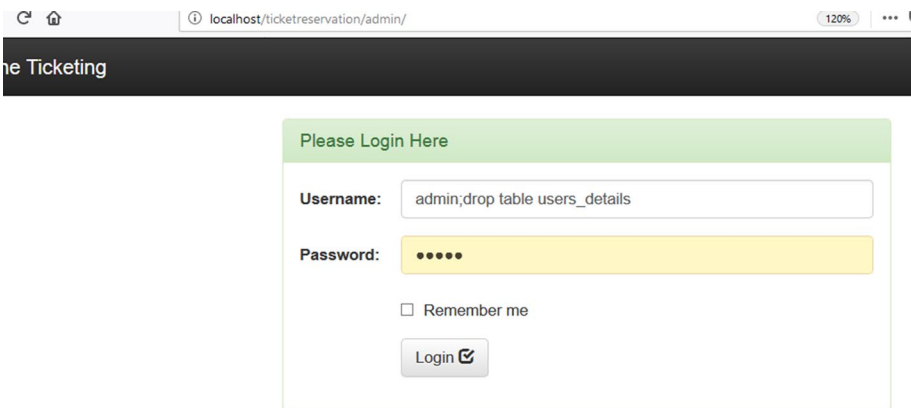 localhost/ticketreservation/admin/ 120%
ne Ticketing
Please Login Here
Username: admin;drop table users_details
Password: •••••
Remember me
Login